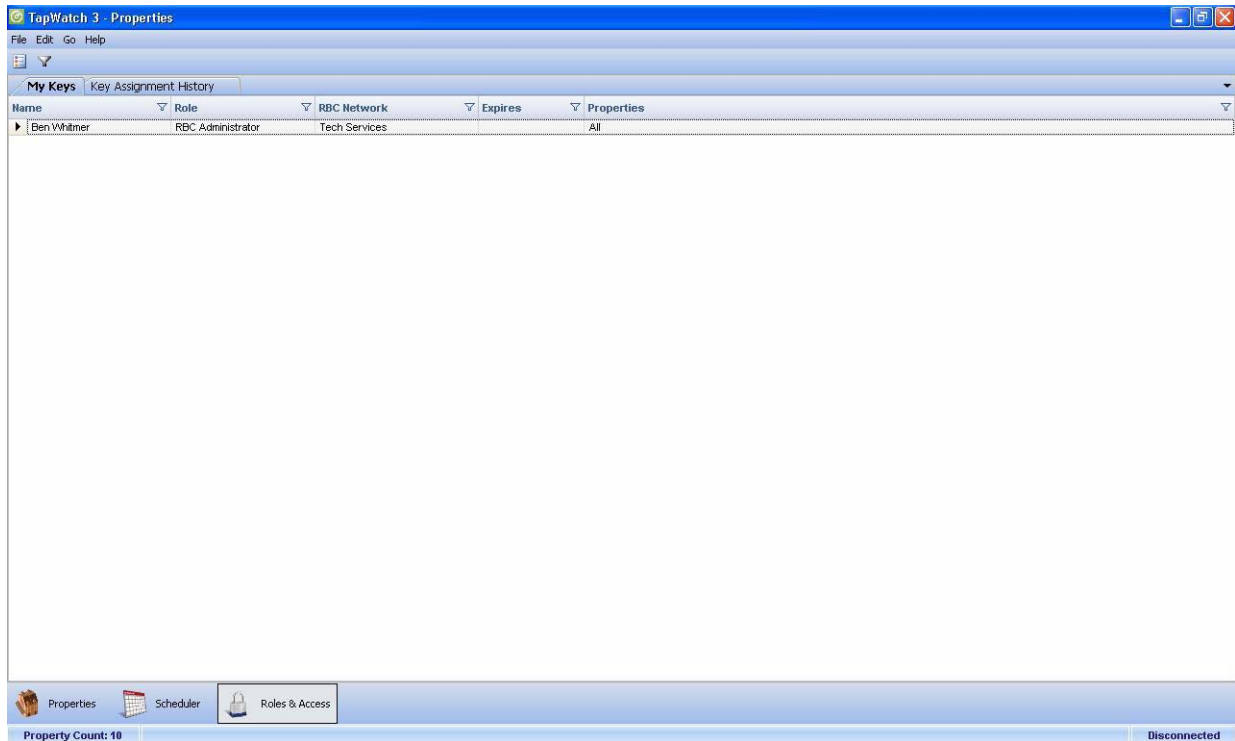 TapWatch 3 - Properties
File Edit Go Help
My Keys Key Assignment History
Name Role RBC Network Expires Properties
Ben Whitmer RBC Administrator Tech Services All
Properties Scheduler Roles & Access
Property Count: 10 Disconnected